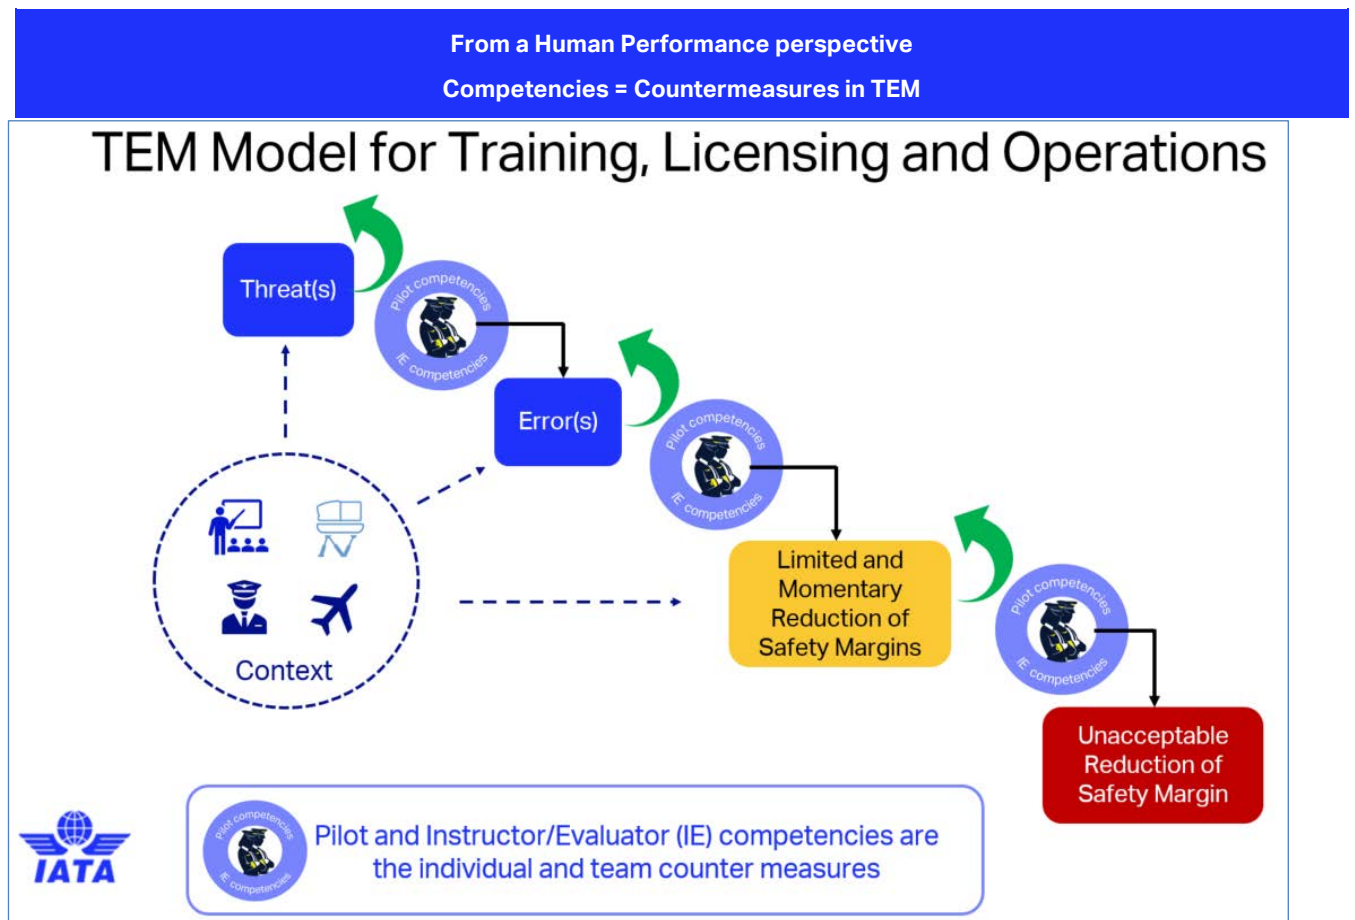 From a Human Performance perspective
Competencies = Countermeasures in TEM
TEM Model for Training, Licensing and Operations
Threat(s)
Pilot competencies
IE competencies
Error(s)
Pilot competencies
IE competencies
Limited and
Momentary
Reduction of
Safety Margins
Pilot competencies
IE competencies
Context
Unacceptable
Reduction of
Safety Margin
Pilot competencies
IE competencies
Pilot and Instructor/Evaluator (IE) competencies are
the individual and team counter measures
IATA